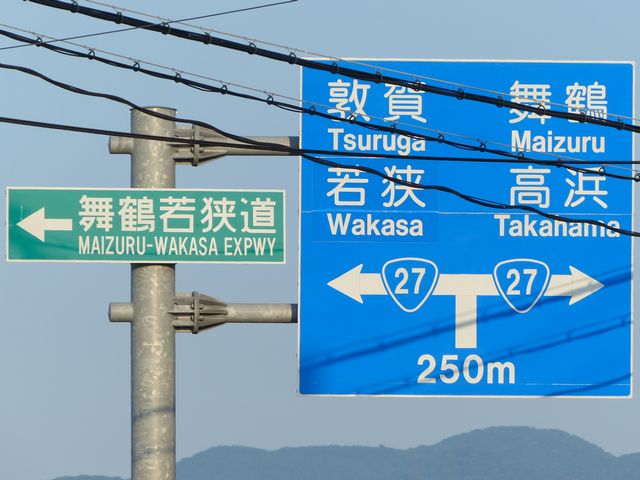 舞鶴若狭道
MAIZURU-WAKASA EXPWY
敦賀 舞鶴
Tsuruga Maizuru
若狭 高浜
Wakasa Takahama
27 27
250m